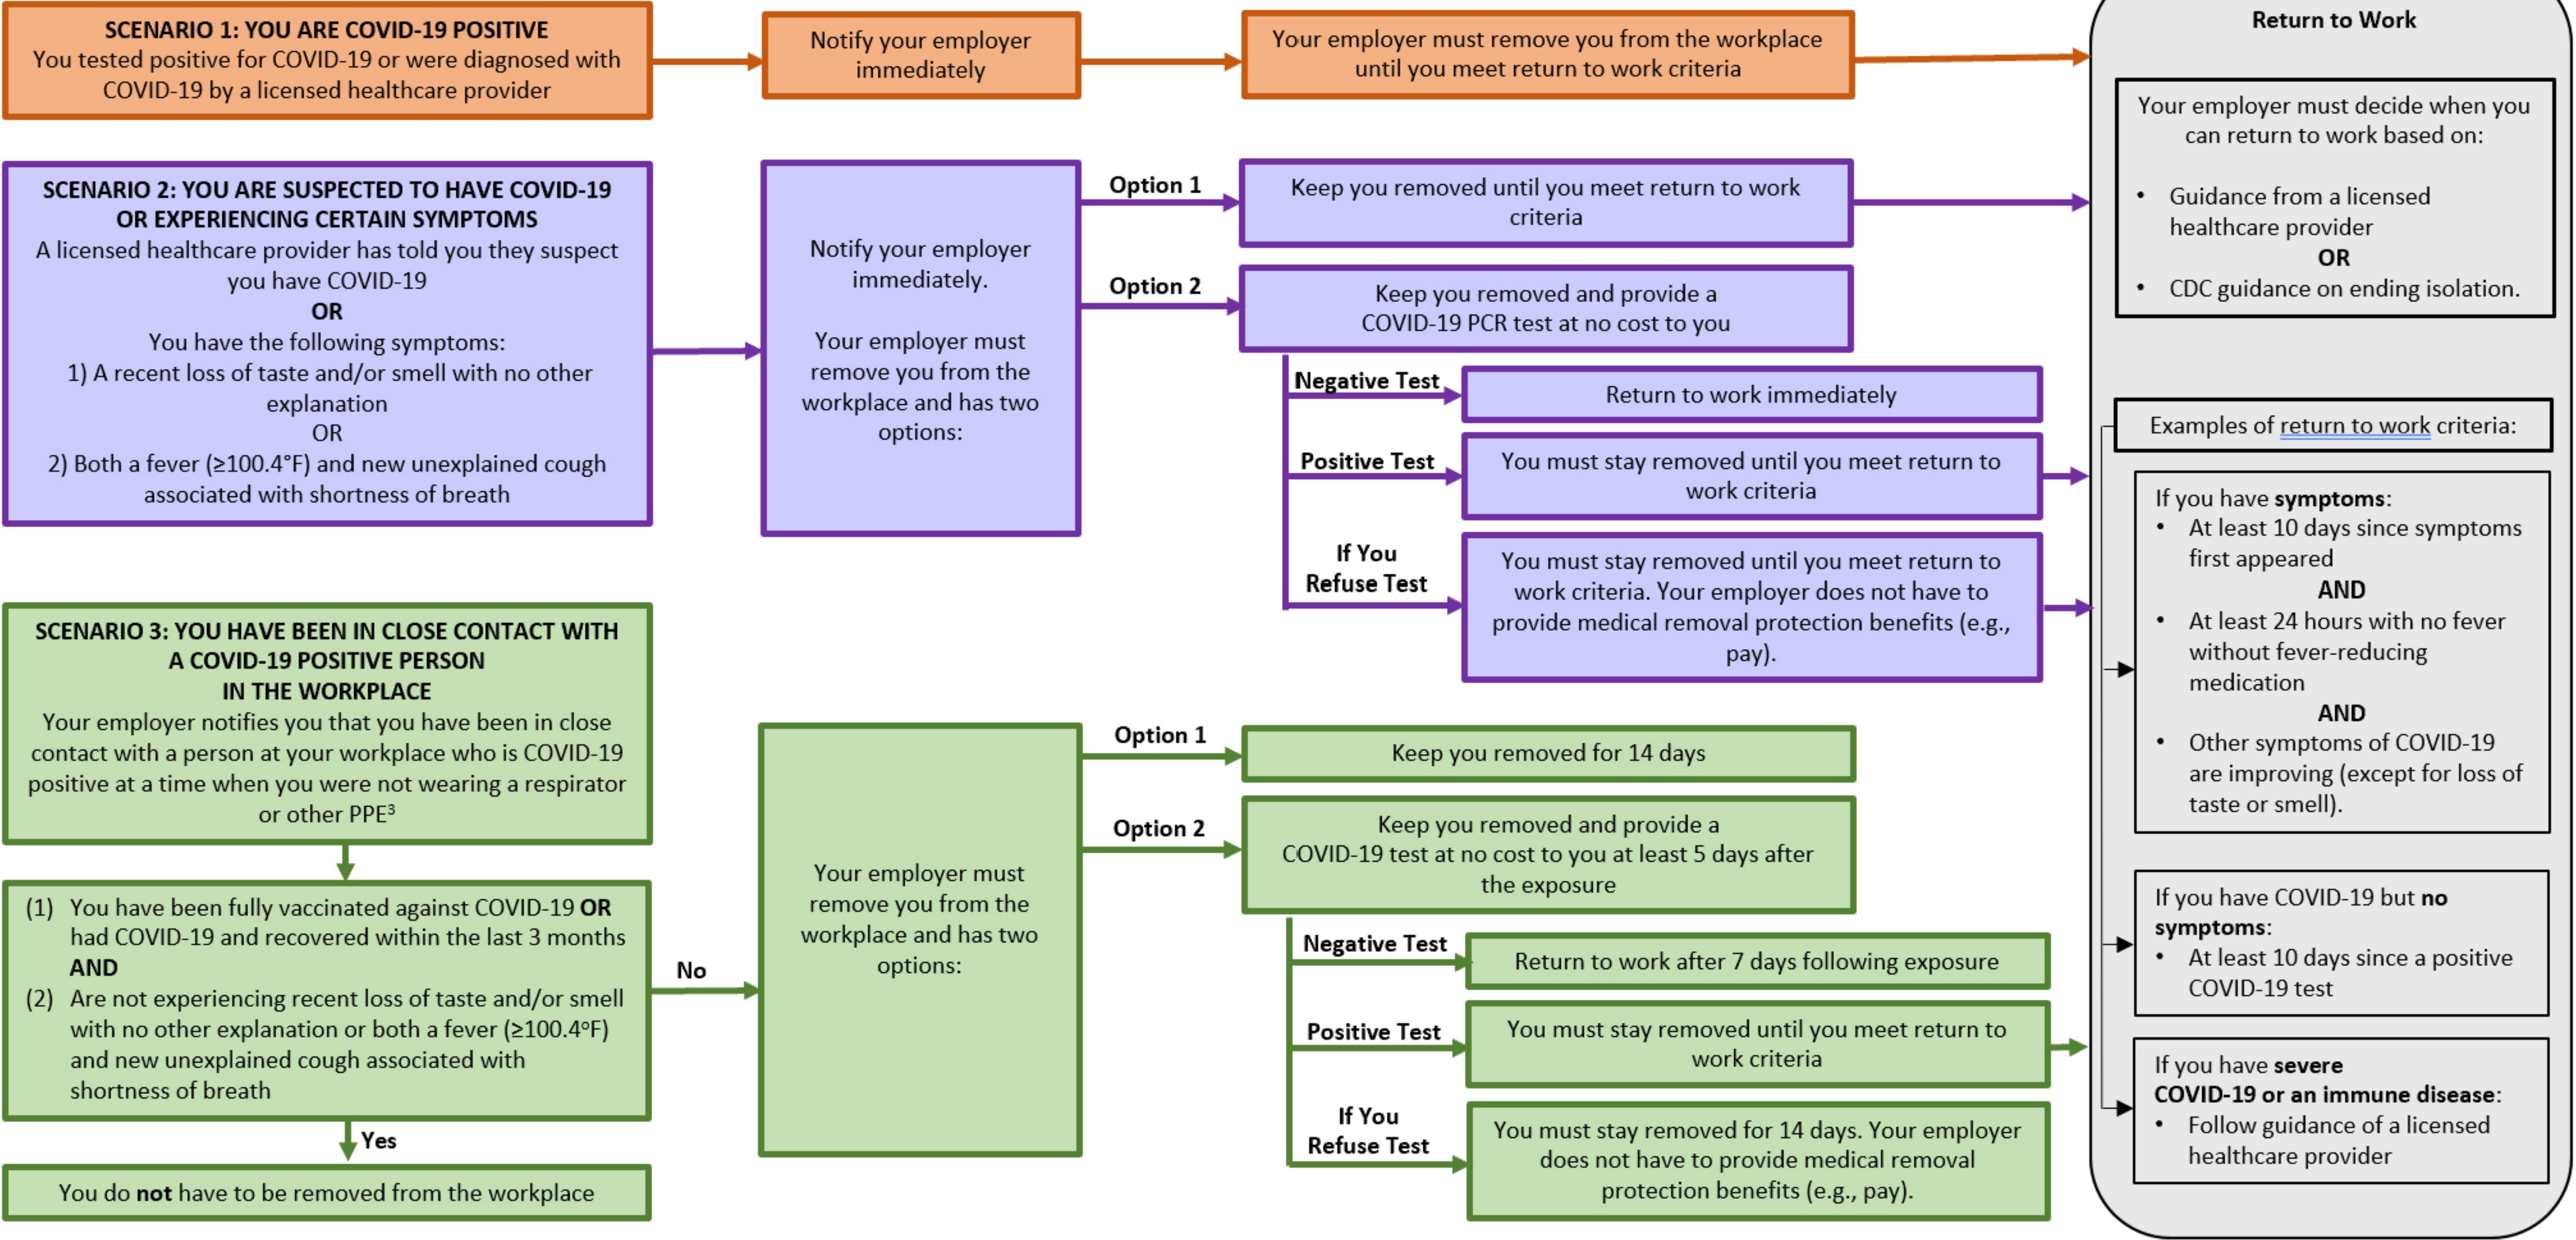 SCENARIO 1: YOU ARE COVID-19 POSITIVE
You tested positive for COVID-19 or were diagnosed with
COVID-19 by a licensed healthcare provider
Notify your employer
immediately
Your employer must remove you from the workplace
until you meet return to work criteria
SCENARIO 2: YOU ARE SUSPECTED TO HAVE COVID-19
OR EXPERIENCING CERTAIN SYMPTOMS
A licensed healthcare provider has told you they suspect
you have COVID-19
OR
You have the following symptoms:
1) A recent loss of taste and/or smell with no other
explanation
OR
2) Both a fever (≥100.4°F) and new unexplained cough
associated with shortness of breath
Notify your employer
immediately.
Your employer must
remove you from the
workplace and has two
options:
Option 1
Keep you removed until you meet return to work
criteria
Option 2
Keep you removed and provide a
COVID-19 PCR test at no cost to you
Negative Test
Return to work immediately
Positive Test
You must stay removed until you meet return to
work criteria
If You
Refuse Test
You must stay removed until you meet return to
work criteria. Your employer does not have to
provide medical removal protection benefits (e.g.,
pay).
SCENARIO 3: YOU HAVE BEEN IN CLOSE CONTACT WITH
A COVID-19 POSITIVE PERSON
IN THE WORKPLACE
Your employer notifies you that you have been in close
contact with a person at your workplace who is COVID-19
positive at a time when you were not wearing a respirator
or other PPE³
(1) You have been fully vaccinated against COVID-19 OR
had COVID-19 and recovered within the last 3 months
AND
(2) Are not experiencing recent loss of taste and/or smell
with no other explanation or both a fever (≥100.4°F)
and new unexplained cough associated with
shortness of breath
Yes
You do not have to be removed from the workplace
No
Your employer must
remove you from the
workplace and has two
options:
Option 1
Keep you removed for 14 days
Option 2
Keep you removed and provide a
COVID-19 test at no cost to you at least 5 days after
the exposure
Negative Test
Return to work after 7 days following exposure
Positive Test
You must stay removed until you meet return to
work criteria
If You
Refuse Test
You must stay removed for 14 days. Your employer
does not have to provide medical removal
protection benefits (e.g., pay).
Return to Work
Your employer must decide when you
can return to work based on:
• Guidance from a licensed
healthcare provider
OR
• CDC guidance on ending isolation.
Examples of return to work criteria:
If you have symptoms:
• At least 10 days since symptoms
first appeared
AND
• At least 24 hours with no fever
without fever-reducing
medication
AND
• Other symptoms of COVID-19
are improving (except for loss of
taste or smell).
If you have COVID-19 but no
symptoms:
• At least 10 days since a positive
COVID-19 test
If you have severe
COVID-19 or an immune disease:
• Follow guidance of a licensed
healthcare provider